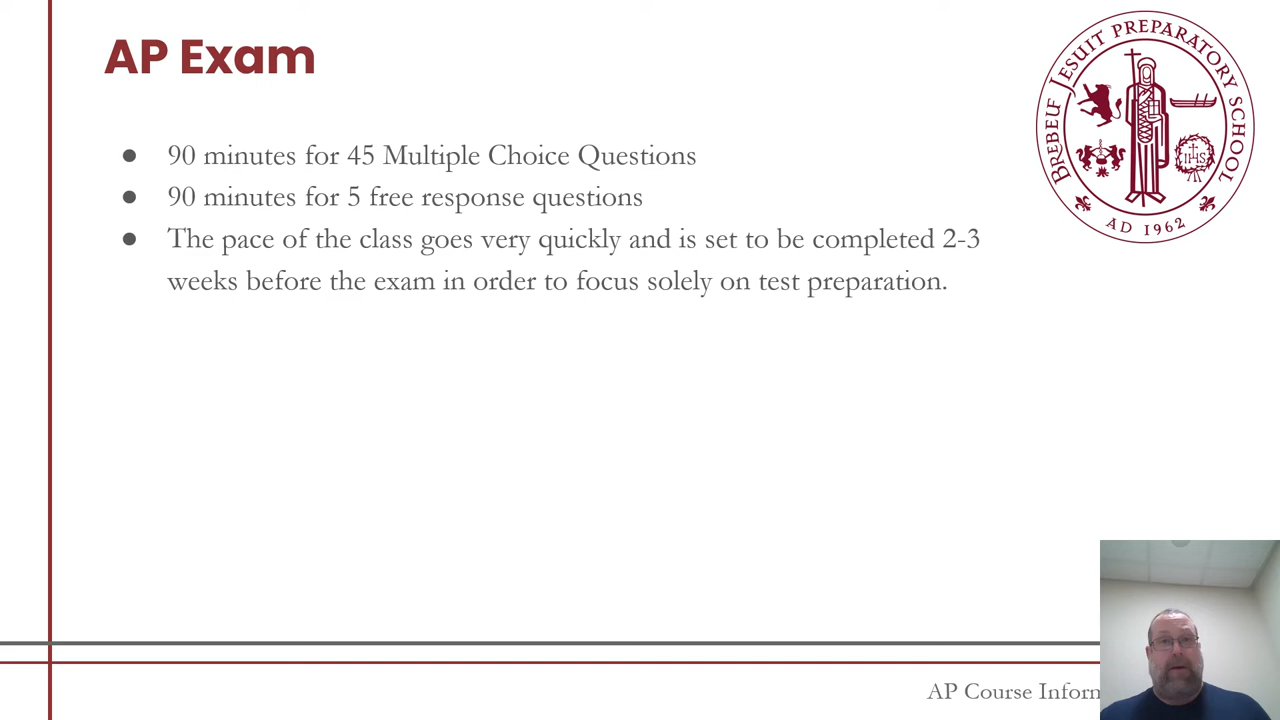 AP Exam
BREBEUF JESUIT PREPARATORY SCHOOL
IHS
AD 1962
● 90 minutes for 45 Multiple Choice Questions
● 90 minutes for 5 free response questions
● The pace of the class goes very quickly and is set to be completed 2-3
weeks before the exam in order to focus solely on test preparation.
AP Course Inform